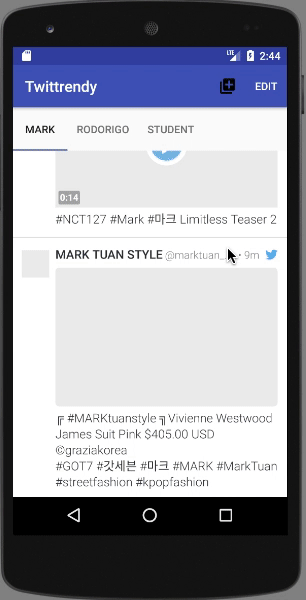 LTE 2:44
Twittrendy EDIT
MARK RODORIGO STUDENT
0:14
#NCT127 #Mark #마크 Limitless Teaser 2
MARK TUAN STYLE @marktuan_ • 9m
╔ #MARKtuanstyle ╗Vivienne Westwood
James Suit Pink $405.00 USD
©graziakorea
#GOT7 #갓세븐 #마크 #MARK #MarkTuan
#streetfashion #kpopfashion